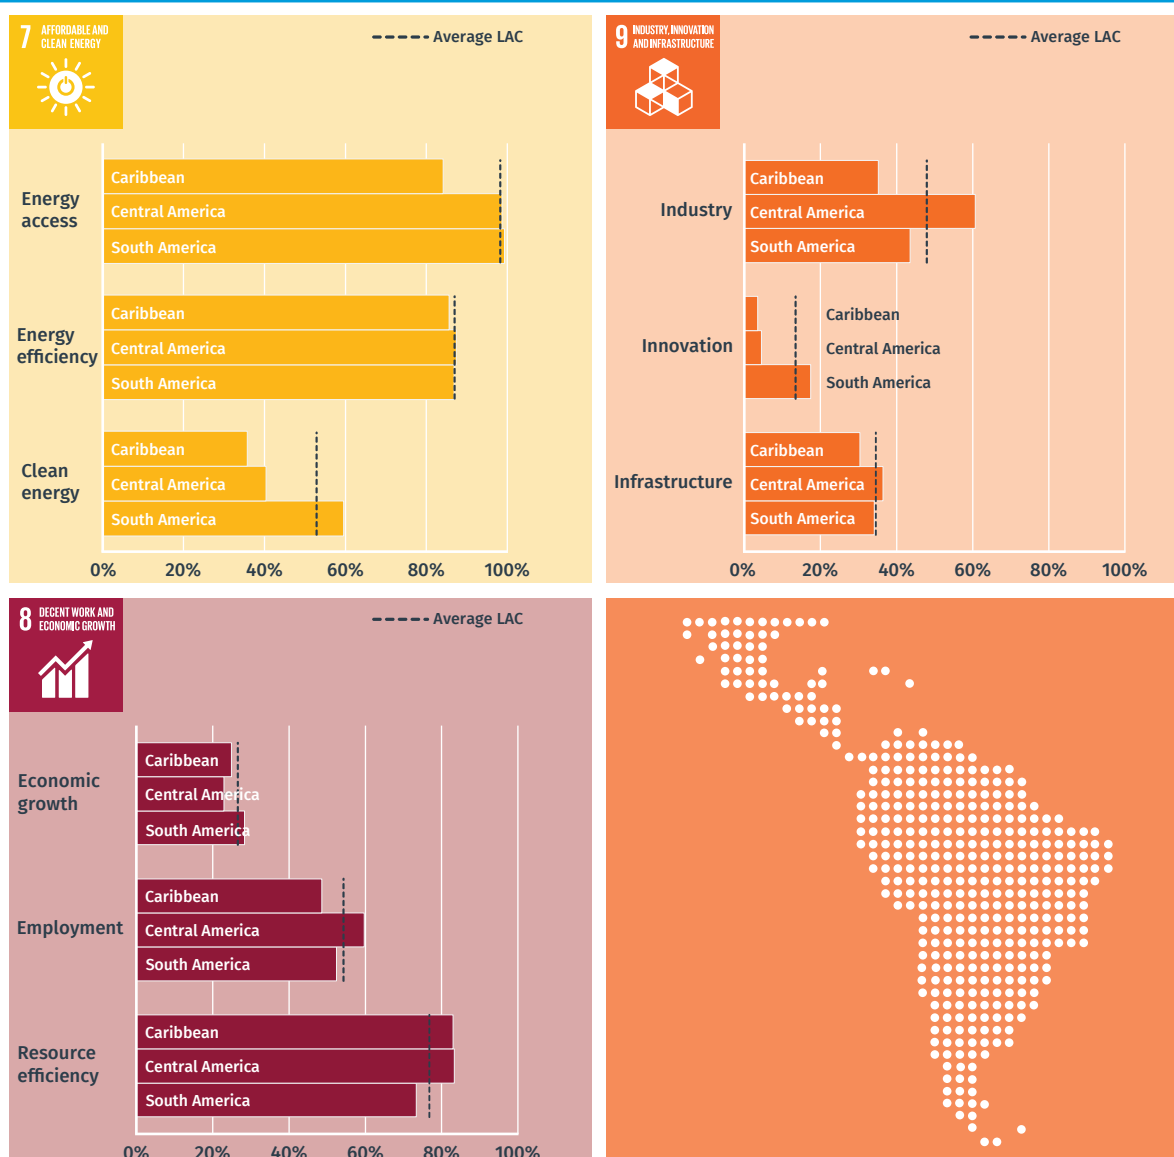 7 AFFORDABLE AND
CLEAN ENERGY
Average LAC
Energy
access
Caribbean
Central America
South America
Energy
efficiency
Caribbean
Central America
South America
Clean
energy
Caribbean
Central America
South America
0% 20% 40% 60% 80% 100%
9 INDUSTRY, INNOVATION
AND INFRASTRUCTURE
Average LAC
Industry
Caribbean
Central America
South America
Innovation
Caribbean
Central America
South America
Infrastructure
Caribbean
Central America
South America
0% 20% 40% 60% 80% 100%
8 DECENT WORK AND
ECONOMIC GROWTH
Average LAC
Economic
growth
Caribbean
Central America
South America
Employment
Caribbean
Central America
South America
Resource
efficiency
Caribbean
Central America
South America
0% 20% 40% 60% 80% 100%